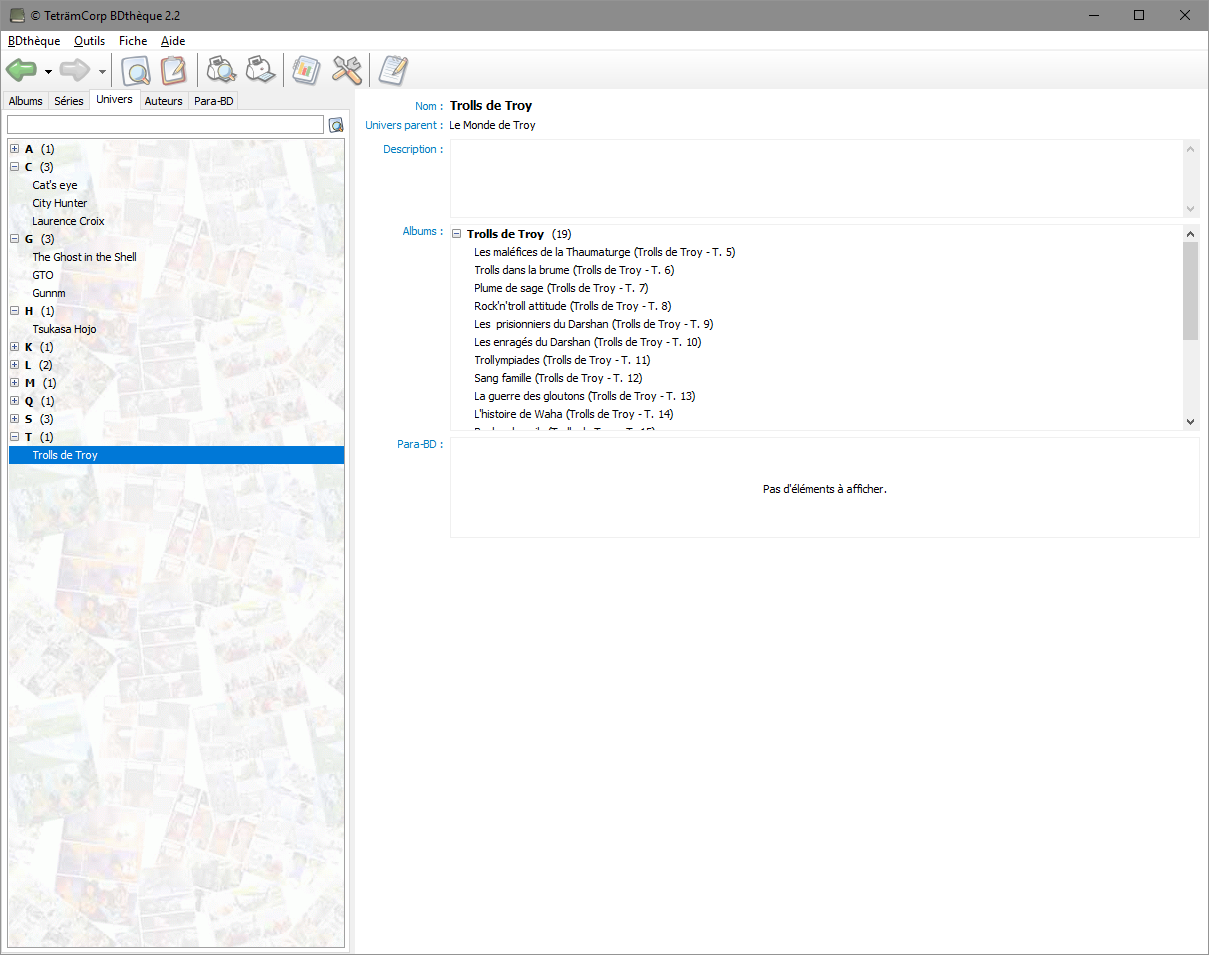 © TeträmCorp BDthèque 2.2
BDthèque Outils Fiche Aide
Albums Séries Univers Auteurs Para-BD
A (1)
C (3)
Cat's eye
City Hunter
Laurence Croix
G (3)
The Ghost in the Shell
GTO
Gunnm
H (1)
Tsukasa Hojo
K (1)
L (2)
M (1)
Q (1)
S (3)
T (1)
Trolls de Troy
Nom : Trolls de Troy
Univers parent : Le Monde de Troy
Description :
Albums : Trolls de Troy (19)
Les maléfices de la Thaumaturge (Trolls de Troy - T. 5)
Trolls dans la brume (Trolls de Troy - T. 6)
Plume de sage (Trolls de Troy - T. 7)
Rock'n'troll attitude (Trolls de Troy - T. 8)
Les  prisionniers du Darshan (Trolls de Troy - T. 9)
Les enragés du Darshan (Trolls de Troy - T. 10)
Trollympiades (Trolls de Troy - T. 11)
Sang famille (Trolls de Troy - T. 12)
La guerre des gloutons (Trolls de Troy - T. 13)
L'histoire de Waha (Trolls de Troy - T. 14)
Para-BD :
Pas d'éléments à afficher.